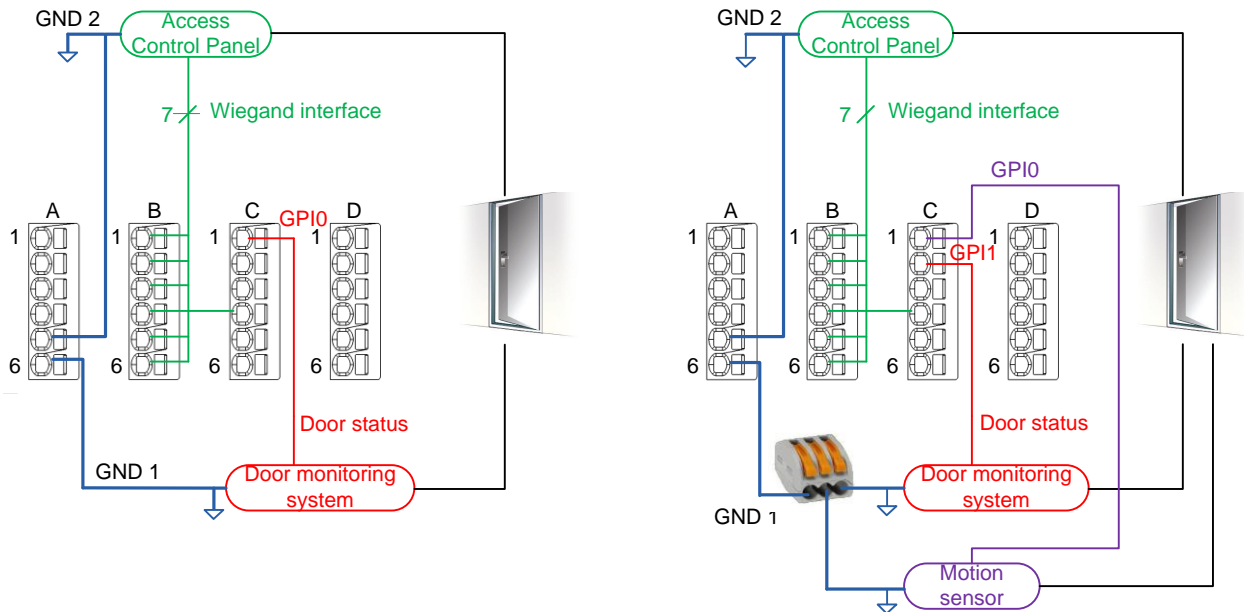 GND 2
Access
Control Panel
7
Wiegand interface
A
B
C
D
1
1
1
1
GPI0
6
6
6
6
Door status
GND 1
Door monitoring
system
GND 2
Access
Control Panel
7
Wiegand interface
GPI0
A
B
C
D
1
1
1
1
GPI1
6
6
6
6
Door status
GND 1
Door monitoring
system
Motion
sensor